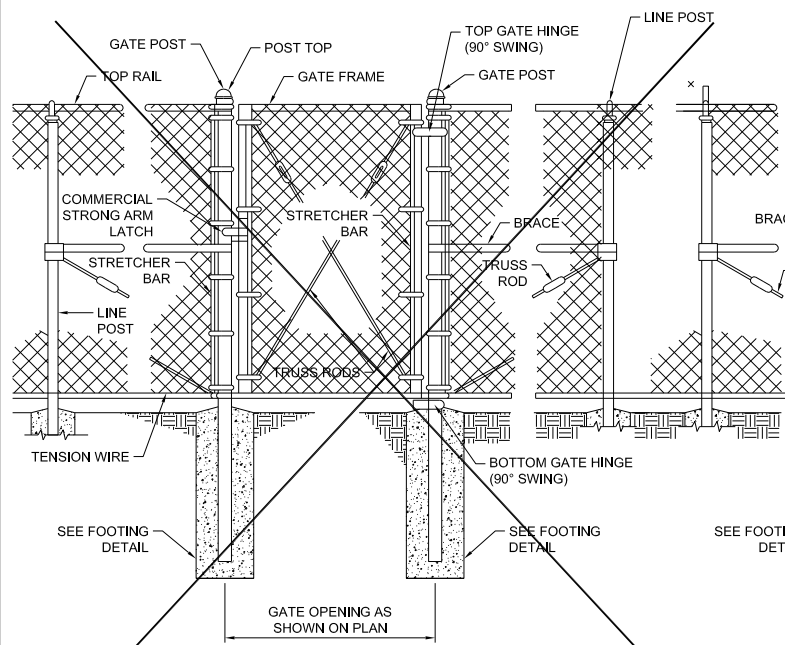 LINE POST
TOP GATE HINGE
(90° SWING)
GATE POST
POST TOP
TOP RAIL
GATE FRAME
GATE POST
×
COMMERCIAL
STRONG ARM
LATCH
STRETCHER
BAR
BRACE
BRAC
STRETCHER
BAR
TRUSS
ROD
LINE
POST
TRUSS RODS
TENSION WIRE
BOTTOM GATE HINGE
(90° SWING)
SEE FOOTING
DETAIL
SEE FOOTING
DETAIL
SEE FOOTI
DET
GATE OPENING AS
SHOWN ON PLAN